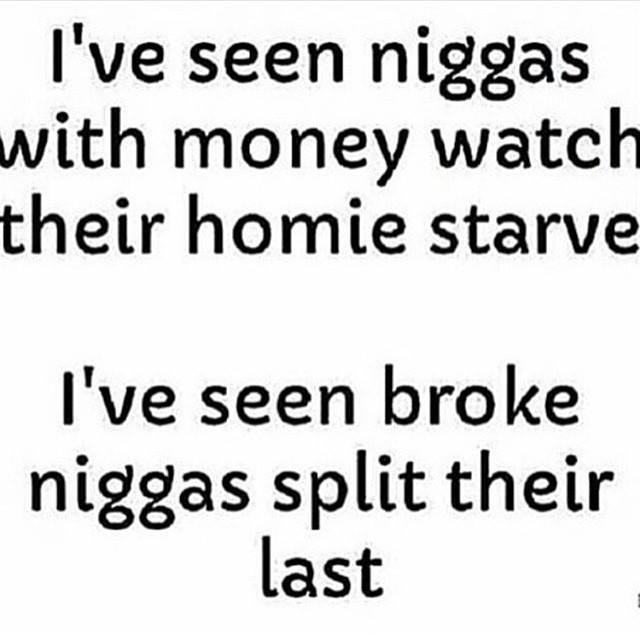 I've seen niggas
with money watch
their homie starve
I've seen broke
niggas split their
last